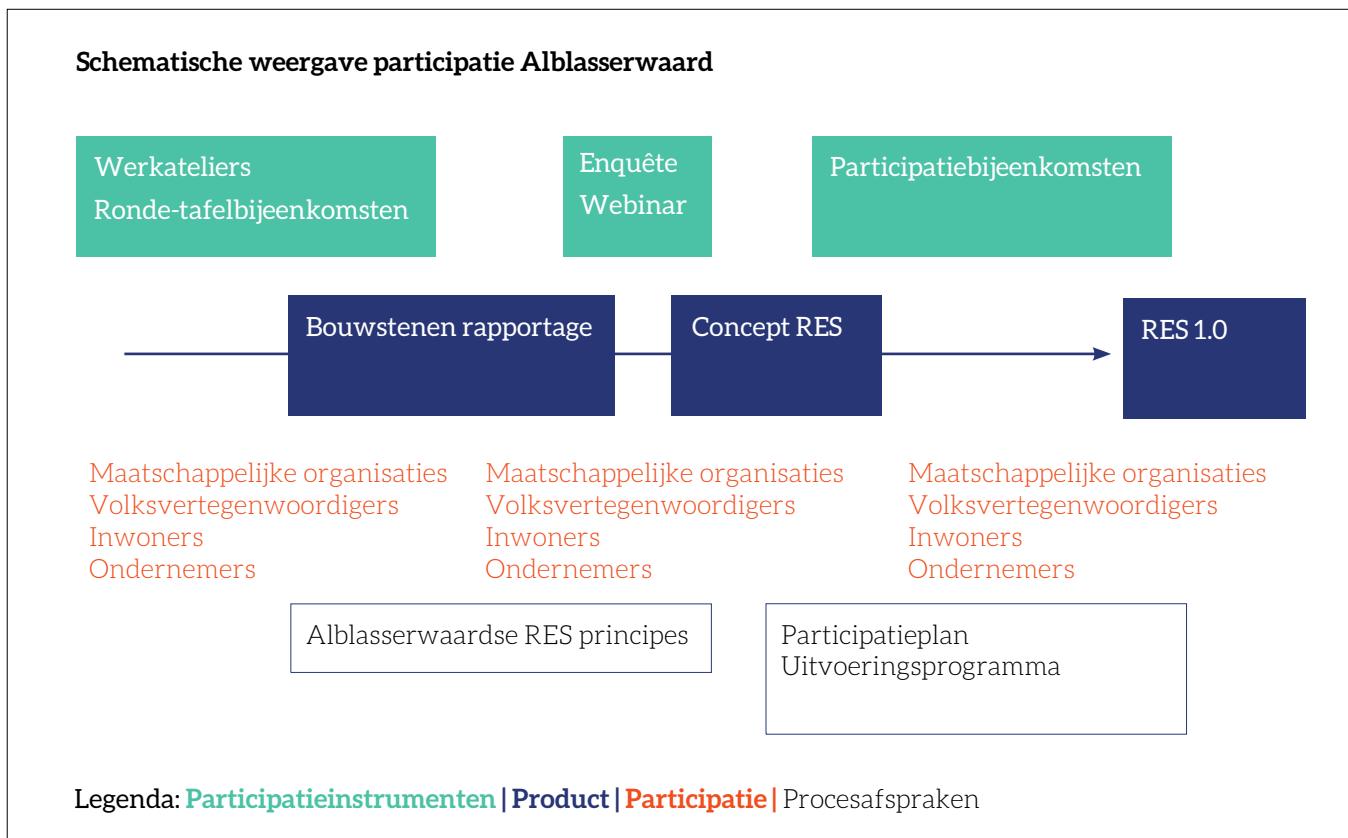 Schematische weergave participatie Alblasserwaard
Werkateliers
Ronde-tafelbijeenkomsten
Enquête
Webinar
Participatiebijeenkomsten
Bouwstenen rapportage
Concept RES
RES 1.0
Maatschappelijke organisaties
Volksvertegenwoordigers
Inwoners
Ondernemers
Maatschappelijke organisaties
Volksvertegenwoordigers
Inwoners
Ondernemers
Maatschappelijke organisaties
Volksvertegenwoordigers
Inwoners
Ondernemers
Alblasserwaardse RES principes
Participatieplan
Uitvoeringsprogramma
Legenda: Participatieinstrumenten | Product | Participatie | Procesafspraken